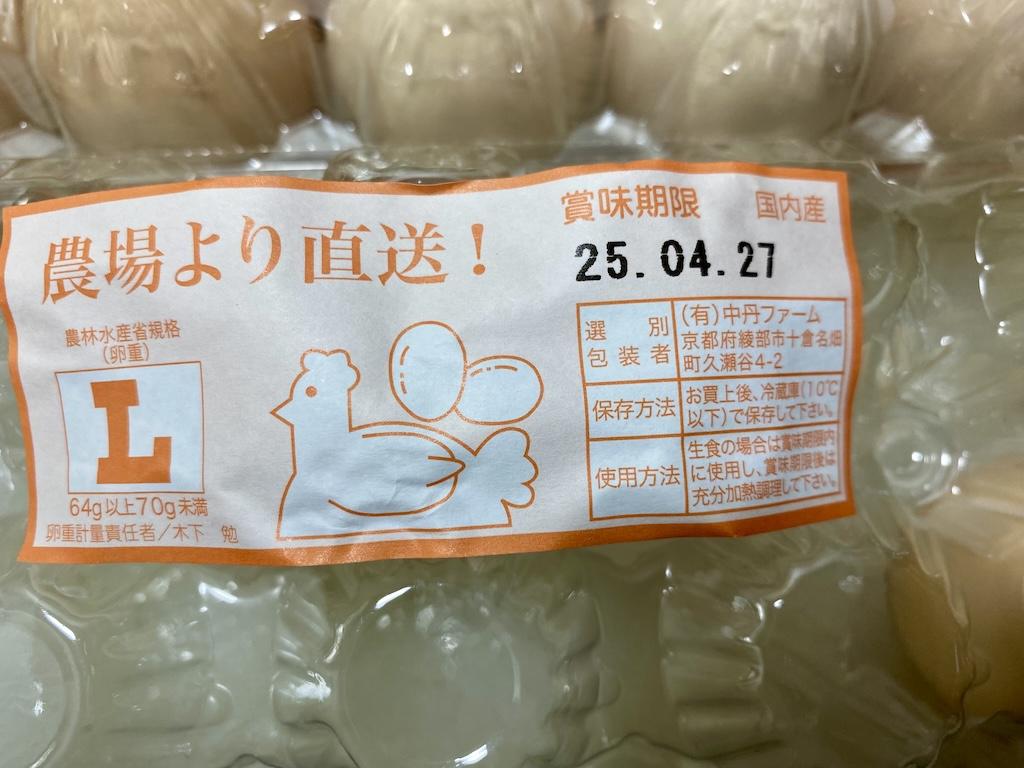 農場より直送！
農林水産省規格
（卵重）
L
64g以上70g未満
卵重計量責任者／木下 勉
賞味期限 国内産
25. 04. 27
選別包装者
(有)中丹ファーム
京都府綾部市十倉名畑
町久瀬谷4-2
保存方法
お買上後、冷蔵庫(10℃
以下)で保存して下さい。
使用方法
生食の場合は賞味期限内
に使用し、賞味期限後は
充分加熱調理して下さい。